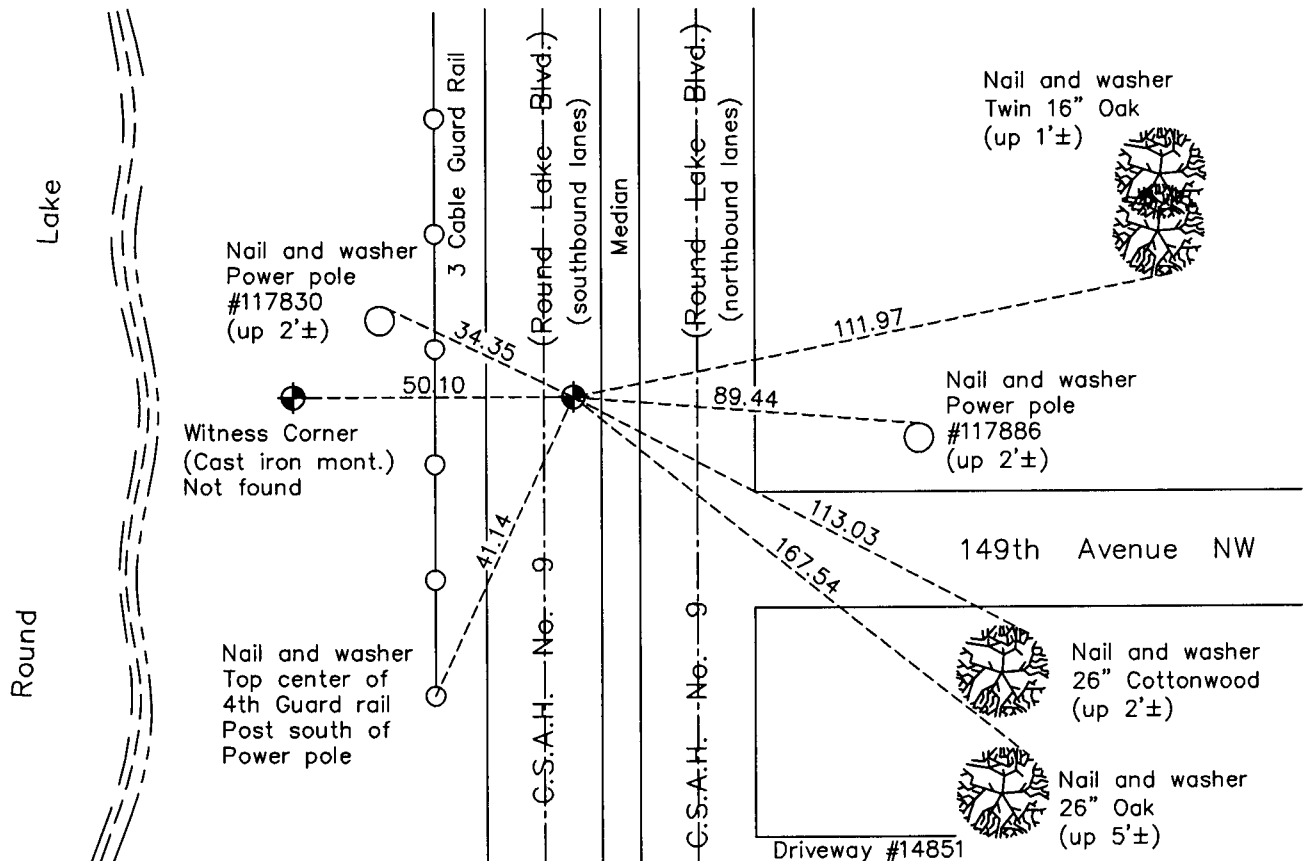 Lake
Round
3 Cable Guard Rail
(Round Lake Blvd.)
(southbound lanes)
Median
(Round Lake Blvd.)
(northbound lanes)
Nail and washer
Twin 16" Oak
(up 1'±)
Nail and washer
Power pole
#117830
(up 2'±)
34.35
111.97
50.10
89.44
Nail and washer
Power pole
#117886
(up 2'±)
Witness Corner
(Cast iron mont.)
Not found
41.14
113.03
167.54
149th Avenue NW
C.S.A.H. No. 9
C.S.A.H. No. 9
Nail and washer
Top center of
4th Guard rail
Post south of
Power pole
Nail and washer
26" Cottonwood
(up 2'±)
Nail and washer
26" Oak
(up 5'±)
Driveway #14851